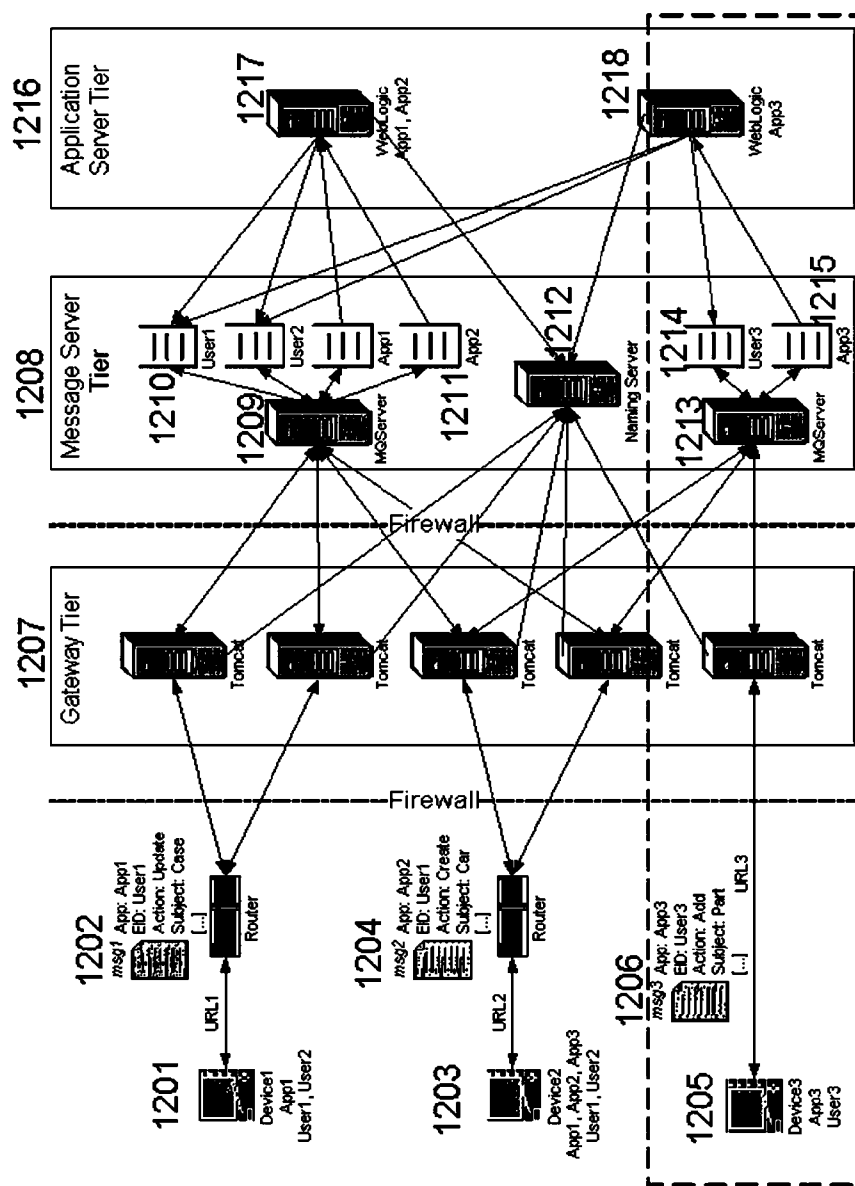 1201
Device1
App1
User1, User2
URL1
1202
msg1
App: App1
EID: User1
Action: Update
Subject: Case
[...]
Router
1203
Device2
App1, App2, App3
User1, User2
URL2
1204
msg2
App: App2
EID: User1
Action: Create
Subject: Car
[...]
Router
1205
Device3
App3
User3
1206
msg3
App: App3
EID: User3
Action: Add
Subject: Part
[...]
URL3
Firewall
1207
Gateway Tier
Tomcat
Tomcat
Tomcat
Tomcat
Tomcat
Firewall
1208
Message Server
Tier
1209
MQServer
1210
User1
User2
App1
1211
App2
1212
Naming Server
1213
MQServer
1214
User3
1215
App3
1216
Application
Server Tier
1217
WebLogic
App1, App2
1218
WebLogic
App3